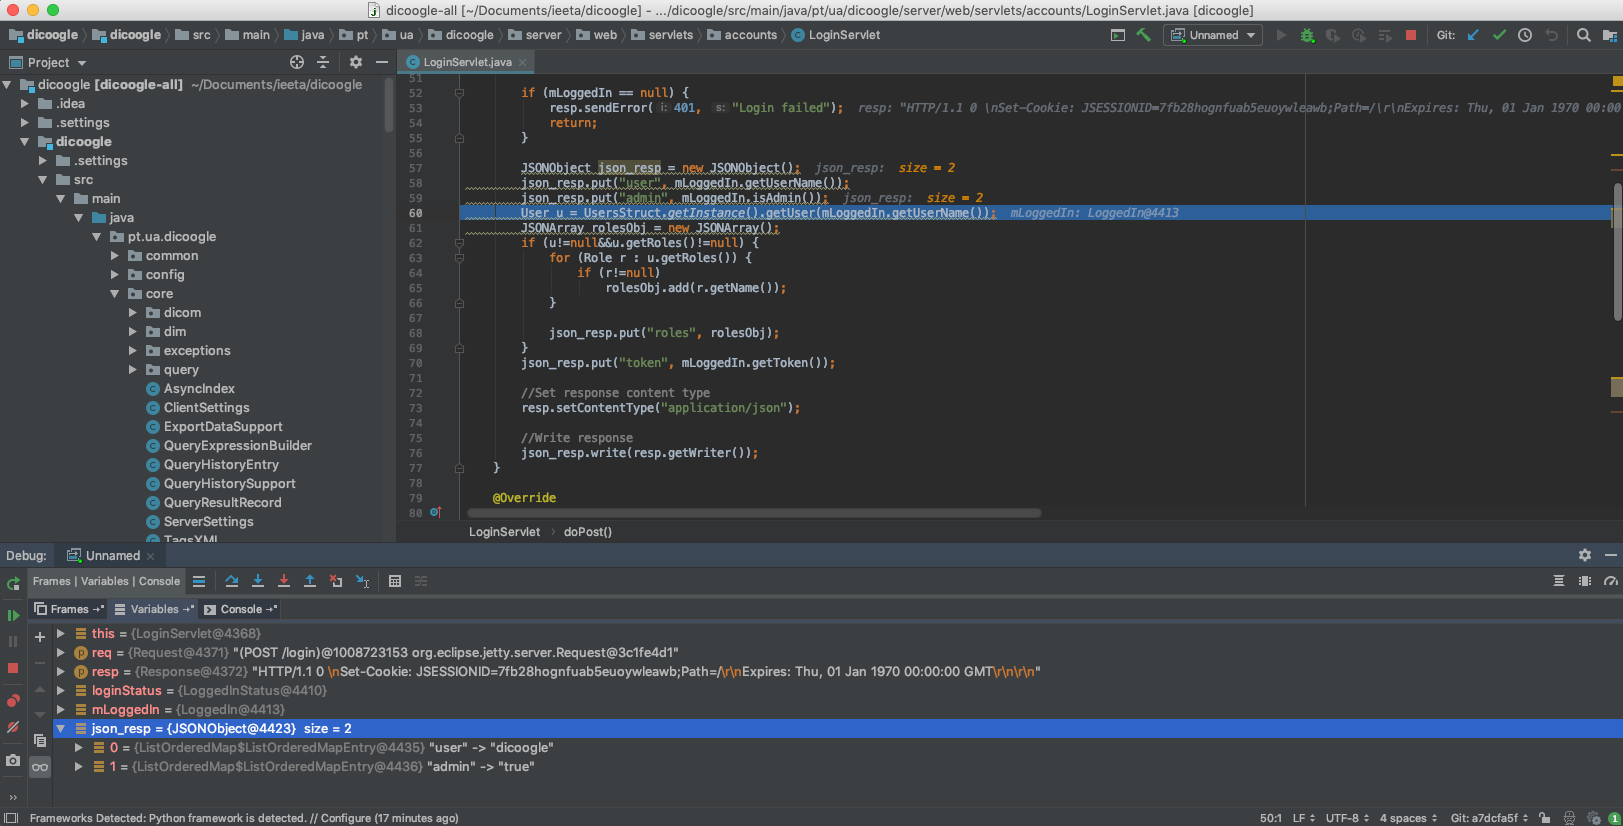 dicoogle-all [~/Documents/ieeta/dicoogle] - .../dicoogle/src/main/java/pt/ua/dicoogle/server/web/servlets/accounts/LoginServlet.java [dicoogle]
dicoogle dicoogle src main java pt ua dicoogle server web servlets accounts LoginServlet Unnamed Git:
Project
LoginServlet.java
dicoogle [dicoogle-all] ~/Documents/ieeta/dicoogle
.idea
.settings
dicoogle
.settings
src
main
java
pt.ua.dicoogle
common
config
core
dicom
dim
exceptions
query
AsyncIndex
ClientSettings
ExportDataSupport
QueryExpressionBuilder
QueryHistoryEntry
QueryHistorySupport
QueryResultRecord
ServerSettings
TagsXML
51
52 if (mLoggedIn == null) {
53 resp.sendError( i: 401, s: "Login failed"); resp: "HTTP/1.1 0 \nSet-Cookie: JSESSIONID=7fb28hognfuab5euoywleawb;Path=/\r\nExpires: Thu, 01 Jan 1970 00:00
54 return;
55 }
56
57 JSONObject json_resp = new JSONObject(); json_resp: size = 2
58 json_resp.put("user", mLoggedIn.getUserName());
59 json_resp.put("admin", mLoggedIn.isAdmin()); json_resp: size = 2
60 User u = UsersStruct.getInstance().getUser(mLoggedIn.getUserName()); mLoggedIn: LoggedIn@4413
61 JSONArray rolesObj = new JSONArray();
62 if (u!=null&&u.getRoles()!=null) {
63 for (Role r : u.getRoles()) {
64 if (r!=null)
65 rolesObj.add(r.getName());
66 }
67
68 json_resp.put("roles", rolesObj);
69 }
70 json_resp.put("token", mLoggedIn.getToken());
71
72 //Set response content type
73 resp.setContentType("application/json");
74
75 //Write response
76 json_resp.write(resp.getWriter());
77 }
78
79 @Override
80
LoginServlet › doPost()
Debug: Unnamed
Frames | Variables | Console
Frames Variables Console
this = {LoginServlet@4368}
req = {Request@4371} "(POST /login)@1008723153 org.eclipse.jetty.server.Request@3c1fe4d1"
resp = {Response@4372} "HTTP/1.1 0 \nSet-Cookie: JSESSIONID=7fb28hognfuab5euoywleawb;Path=/\r\nExpires: Thu, 01 Jan 1970 00:00:00 GMT\r\n\r\n"
loginStatus = {LoggedInStatus@4410}
mLoggedIn = {LoggedIn@4413}
json_resp = {JSONObject@4423} size = 2
0 = {ListOrderedMap$ListOrderedMapEntry@4435} "user" -> "dicoogle"
1 = {ListOrderedMap$ListOrderedMapEntry@4436} "admin" -> "true"
Frameworks Detected: Python framework is detected. // Configure (17 minutes ago) 50:1 LF UTF-8 4 spaces Git: a7dcfa5f 1